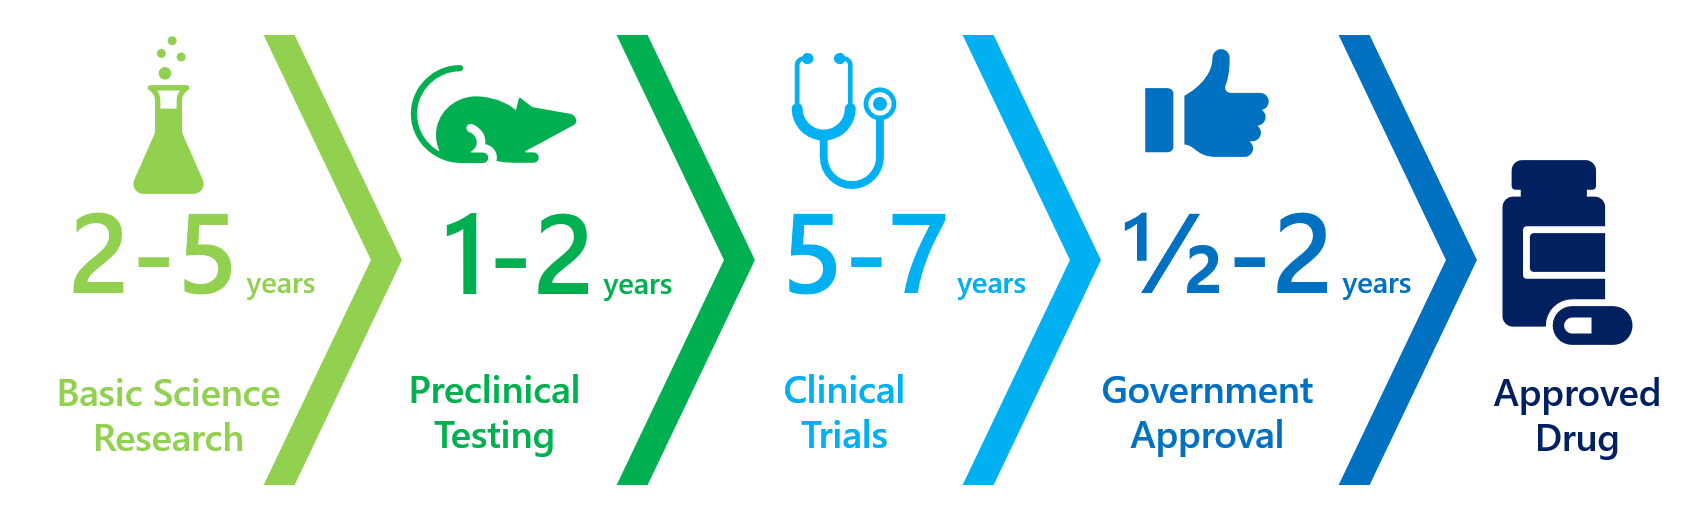 2-5 years
Basic Science
Research
1-2 years
Preclinical
Testing
5-7 years
Clinical
Trials
½-2 years
Government
Approval
Approved
Drug